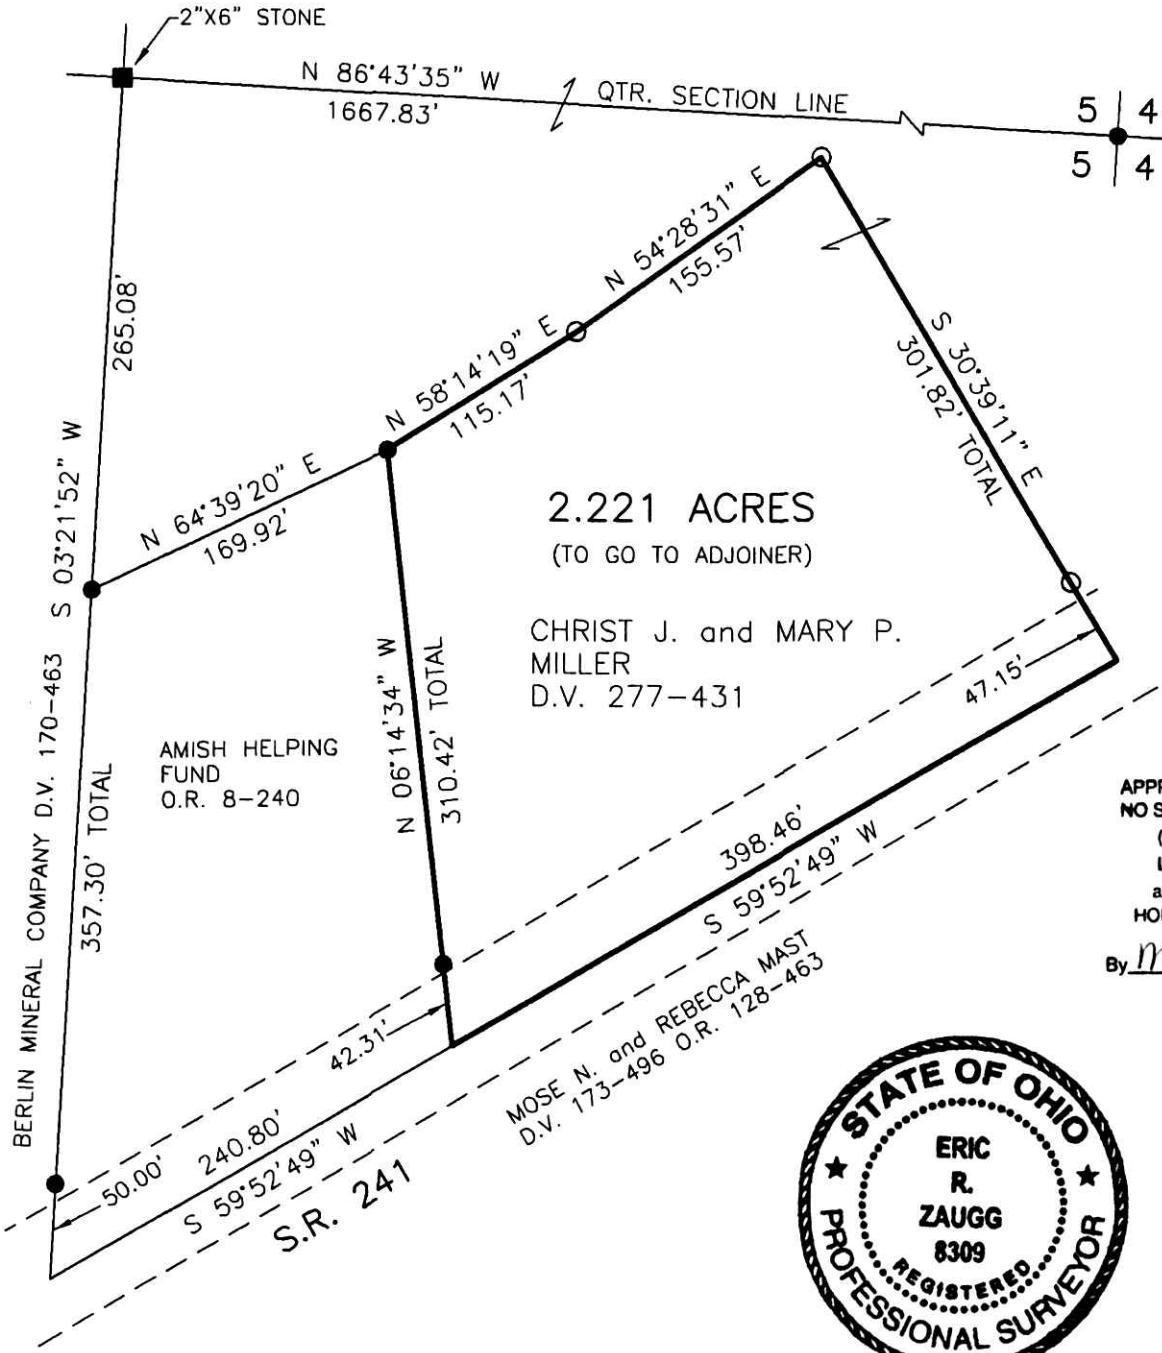 2"X6" STONE
N 86°43'35" W
1667.83'
QTR. SECTION LINE
5 4
5 4
265.08'
S 03°21'52" W
N 54°28'31" E
155.57'
N 58°14'19" E
115.17'
S 30°39'11" E
301.82' TOTAL
N 64°39'20" E
169.92'
2.221 ACRES
(TO GO TO ADJOINER)
CHRIST J. and MARY P.
MILLER
D.V. 277-431
N 06°14'34" W
310.42' TOTAL
47.15'
BERLIN MINERAL COMPANY D.V. 170-463
357.30' TOTAL
AMISH HELPING
FUND
O.R. 8-240
398.46'
S 59°52'49" W
MOSE N. and REBECCA MAST
D.V. 173-496 O.R. 128-463
42.31'
50.00'
240.80'
S 59°52'49" W
S.R. 241
APPR
NO S
(
a
HO
By
STATE OF OHIO
ERIC
R.
ZAUGG
8309
REGISTERED
PROFESSIONAL SURVEYOR